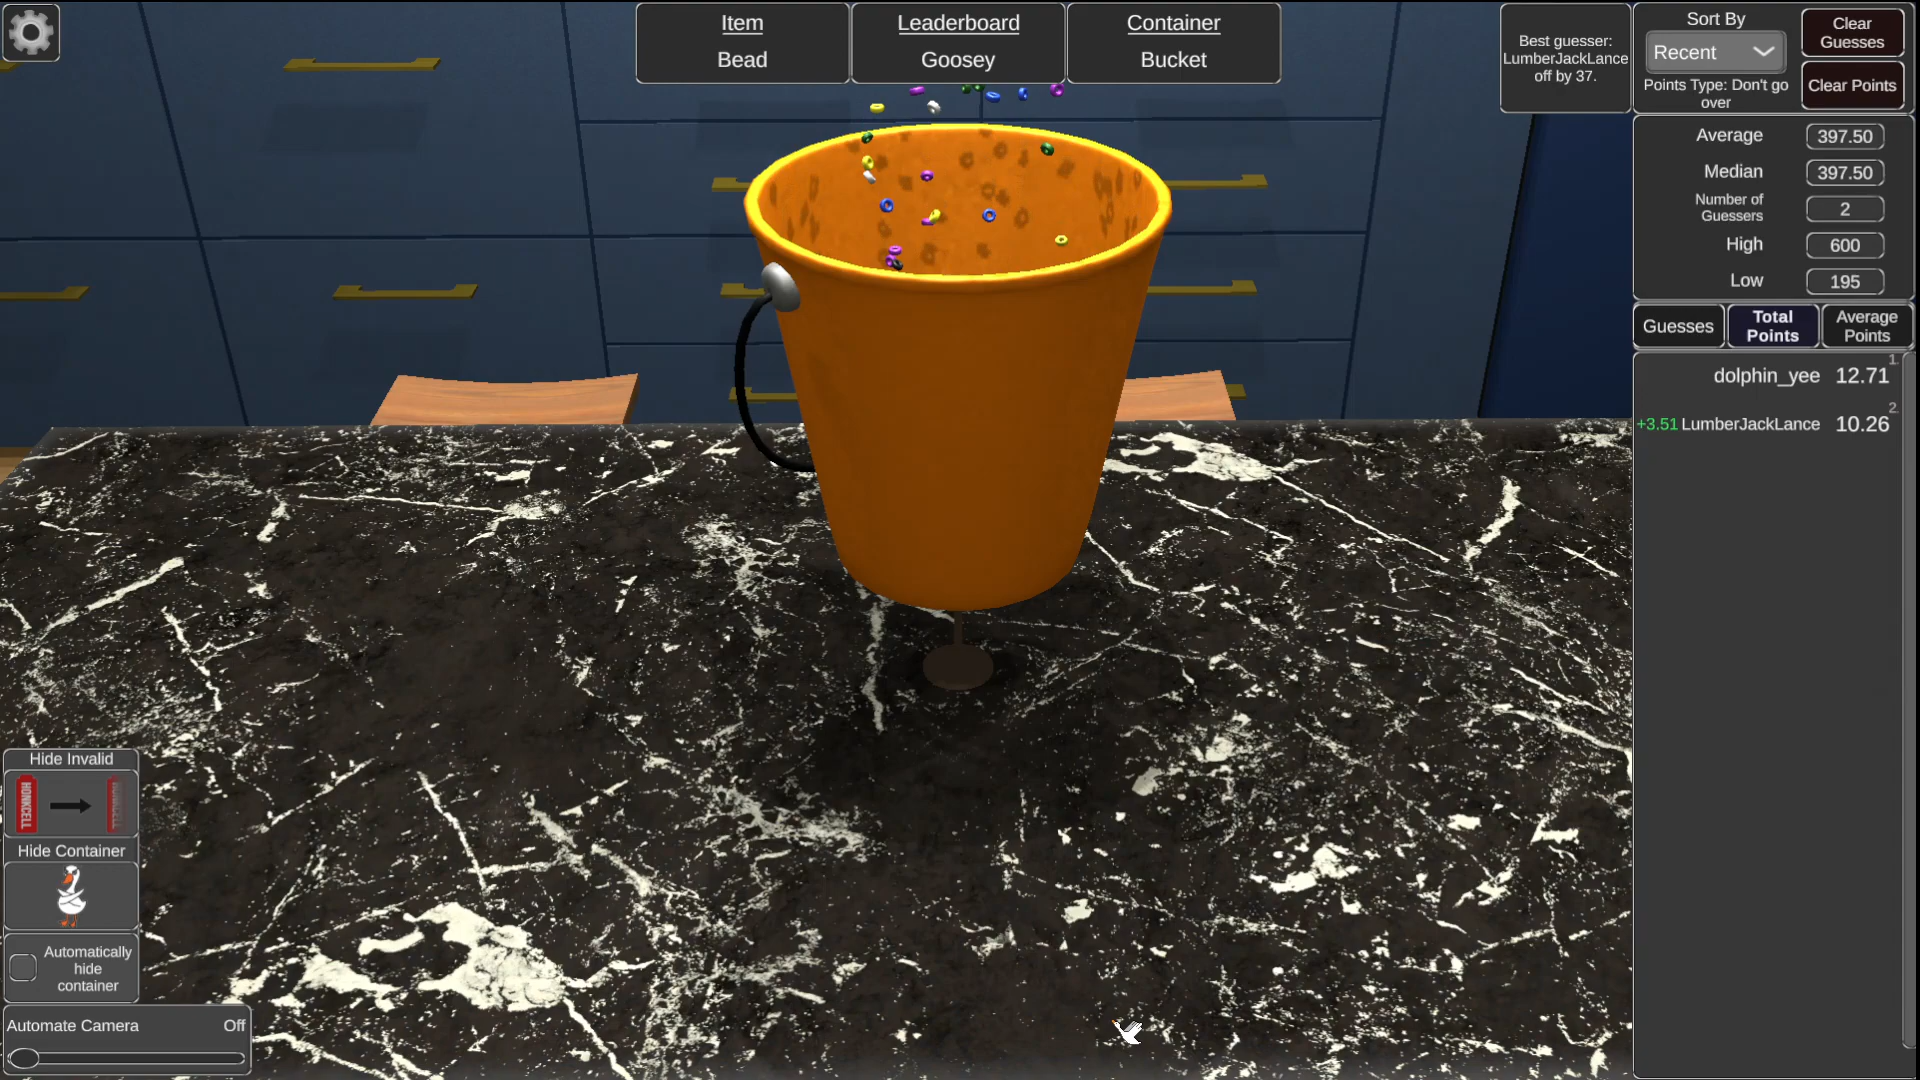 Item
Bead
Leaderboard
Goosey
Container
Bucket
Best guesser:
LumberJackLance
off by 37.
Sort By
Recent
Points Type: Don't go
over
Clear
Guesses
Clear Points
Average 397.50
Median 397.50
Number of
Guessers
2
High 600
Low 195
Guesses
Total
Points
Average
Points
1.
dolphin_yee 12.71
2.
+3.51 LumberJackLance 10.26
Hide Invalid
HONKCELL
HONKCELL
Hide Container
Automatically
hide
container
Automate Camera Off